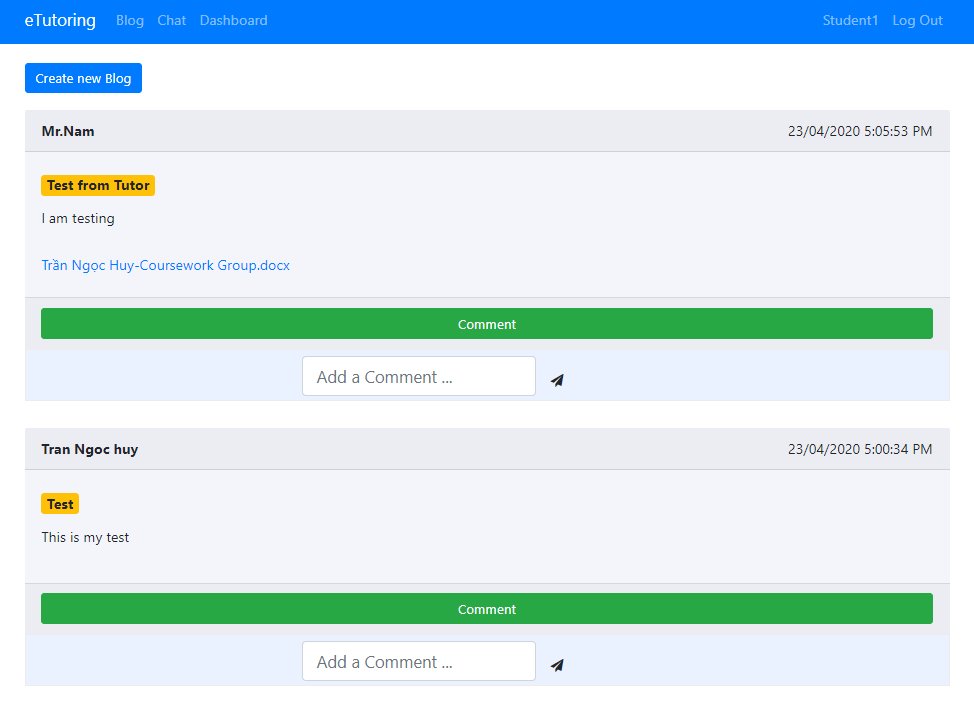 eTutoring Blog Chat Dashboard Student1 Log Out
Create new Blog
Mr.Nam 23/04/2020 5:05:53 PM
Test from Tutor
I am testing
Trần Ngọc Huy-Coursework Group.docx
Comment
Add a Comment ...
Tran Ngoc huy 23/04/2020 5:00:34 PM
Test
This is my test
Comment
Add a Comment ...